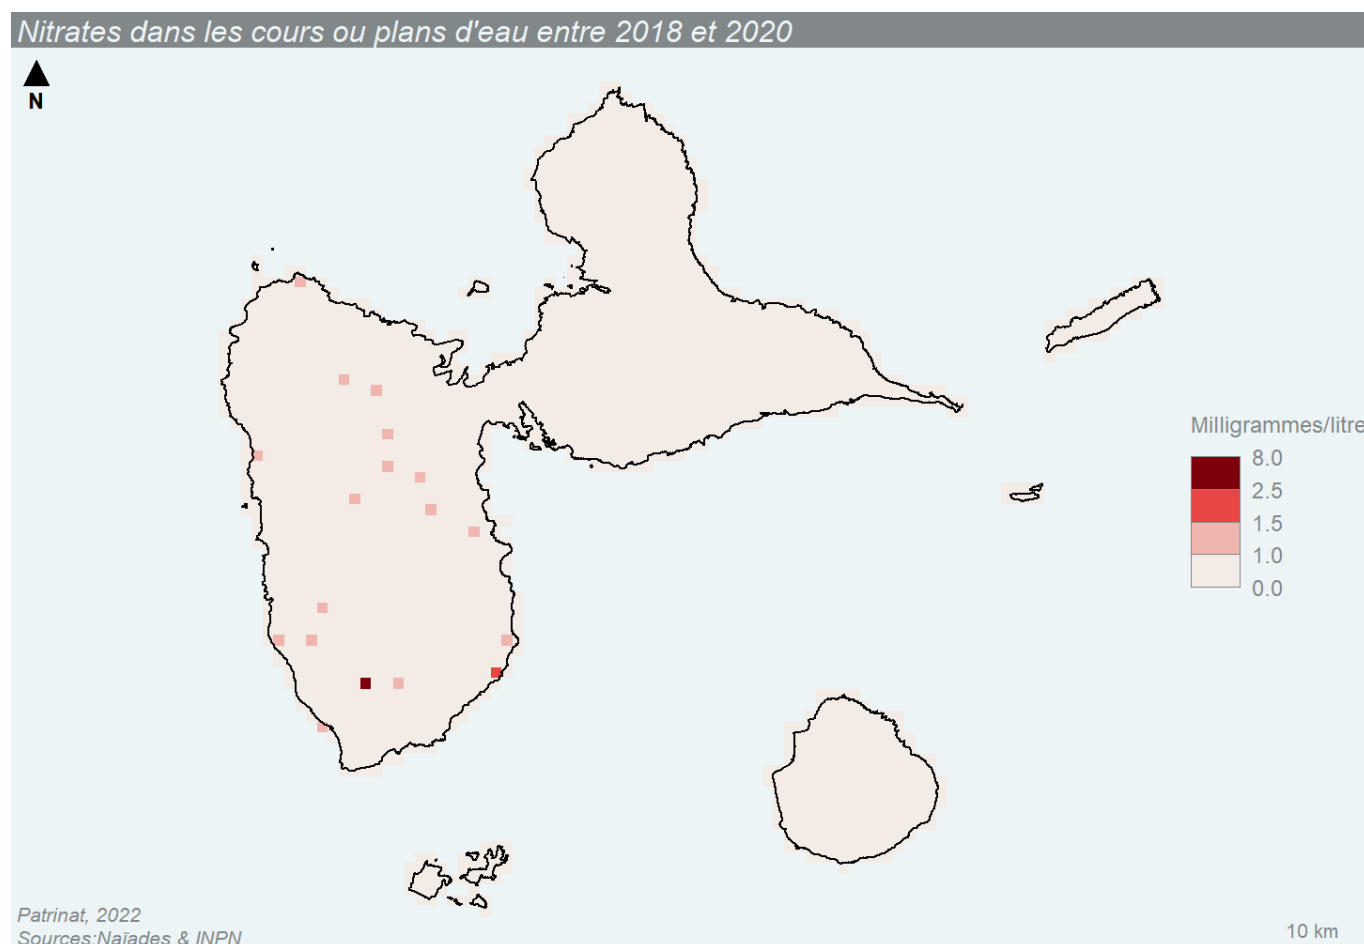 Nitrates dans les cours ou plans d'eau entre 2018 et 2020
N
Milligrammes/litre
8.0
2.5
1.5
1.0
0.0
Patrinat, 2022
Sources:Naïades & INPN
10 km